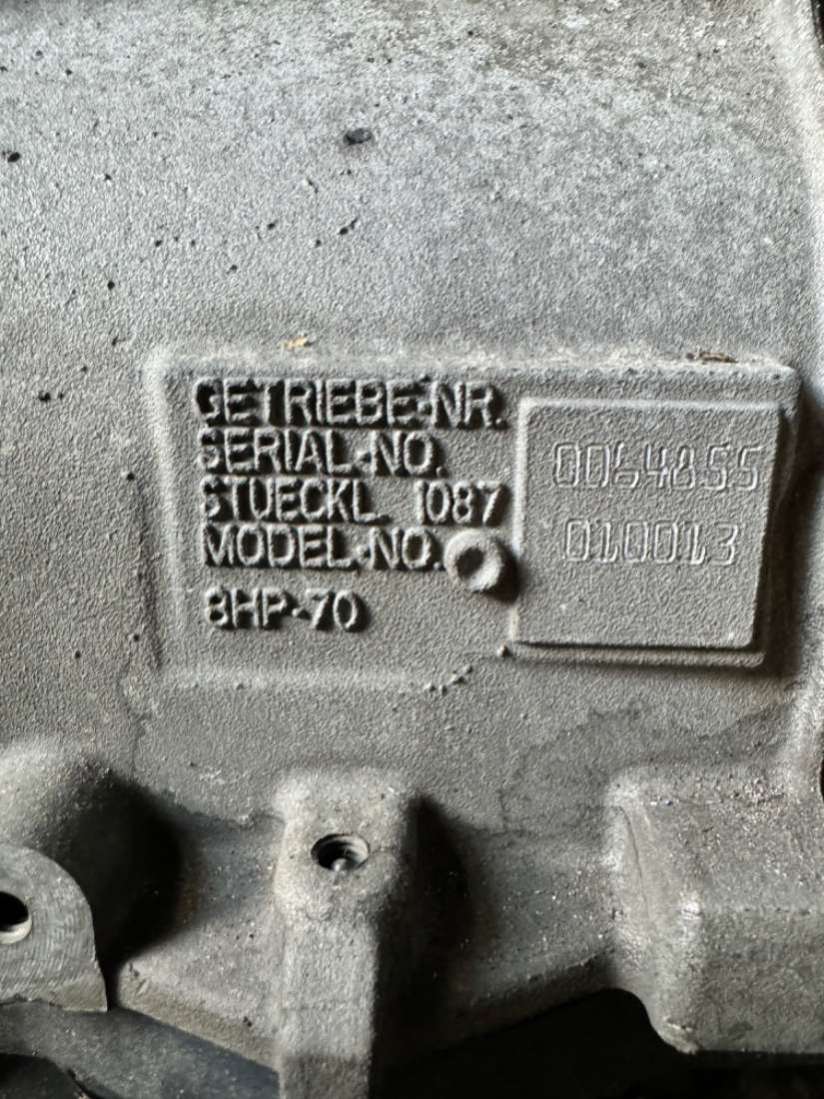 GETRIEBE-NR.
SERIAL-NO. 0064855
STUECKL. 1087
MODEL-NO. 010013
8HP-70